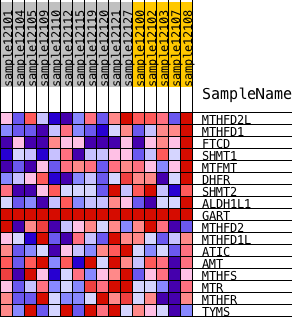 sample12101
sample12104
sample12105
sample12109
sample12110
sample12112
sample12115
sample12119
sample12120
sample12121
sample12122
sample12100
sample12102
sample12103
sample12107
sample12108
SampleName
MTHFD2L
MTHFD1
FTCD
SHMT1
MTFMT
DHFR
SHMT2
ALDH1L1
GART
MTHFD2
MTHFD1L
ATIC
AMT
MTHFS
MTR
MTHFR
TYMS